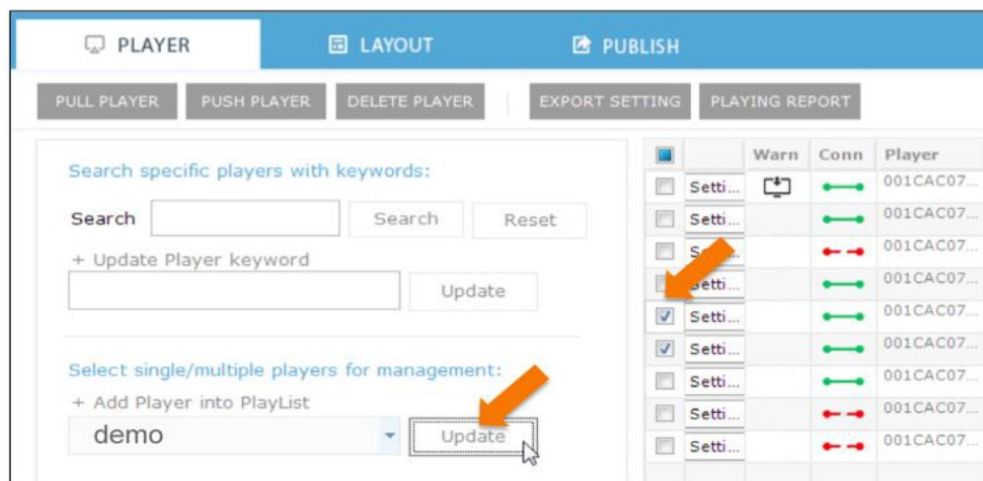 PLAYER LAYOUT PUBLISH
PULL PLAYER PUSH PLAYER DELETE PLAYER EXPORT SETTING PLAYING REPORT
Search specific players with keywords:
Search Search Reset
+ Update Player keyword
Update
Select single/multiple players for management:
+ Add Player into PlayList
demo Update
Warn Conn Player
Setti... 001CAC07...
Setti... 001CAC07...
001CAC07...
Setti... 001CAC07...
Setti... 001CAC07...
Setti... 001CAC07...
Setti... 001CAC07...
Setti... 001CAC07...
Setti... 001CAC07...